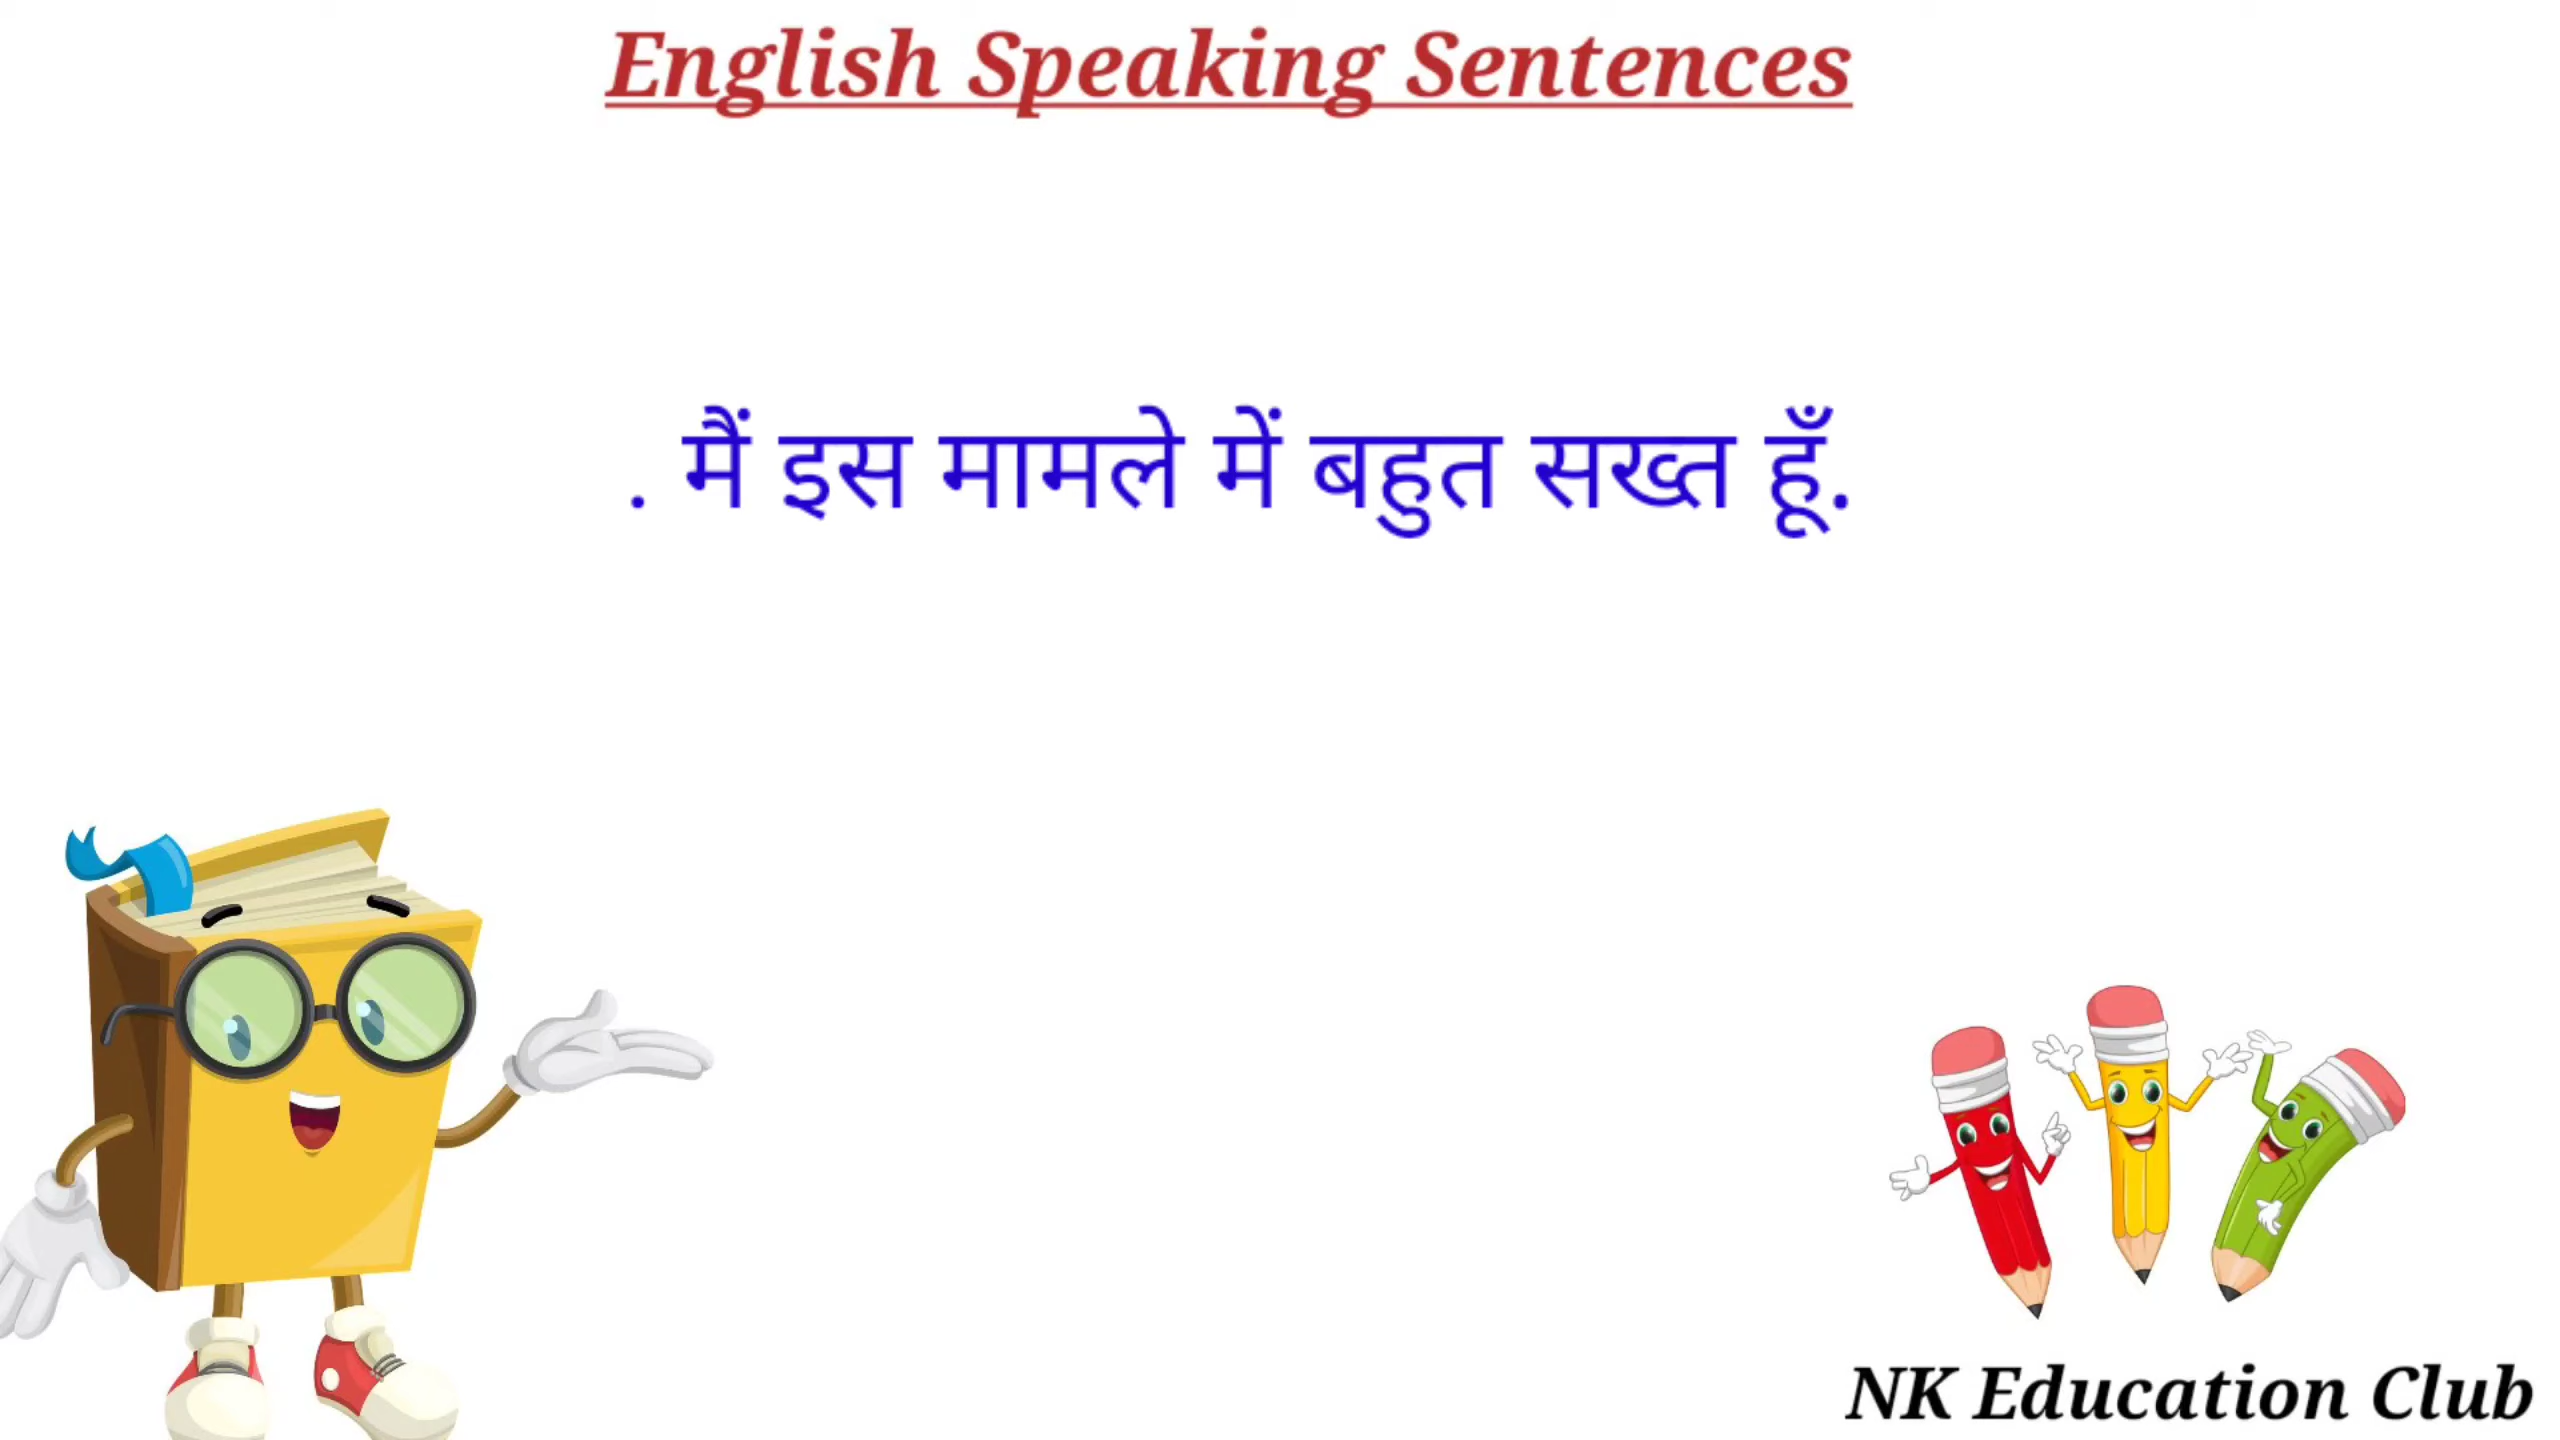 English Speaking Sentences
. मैं इस मामले में बहुत सख्त हूँ.
NK Education Club